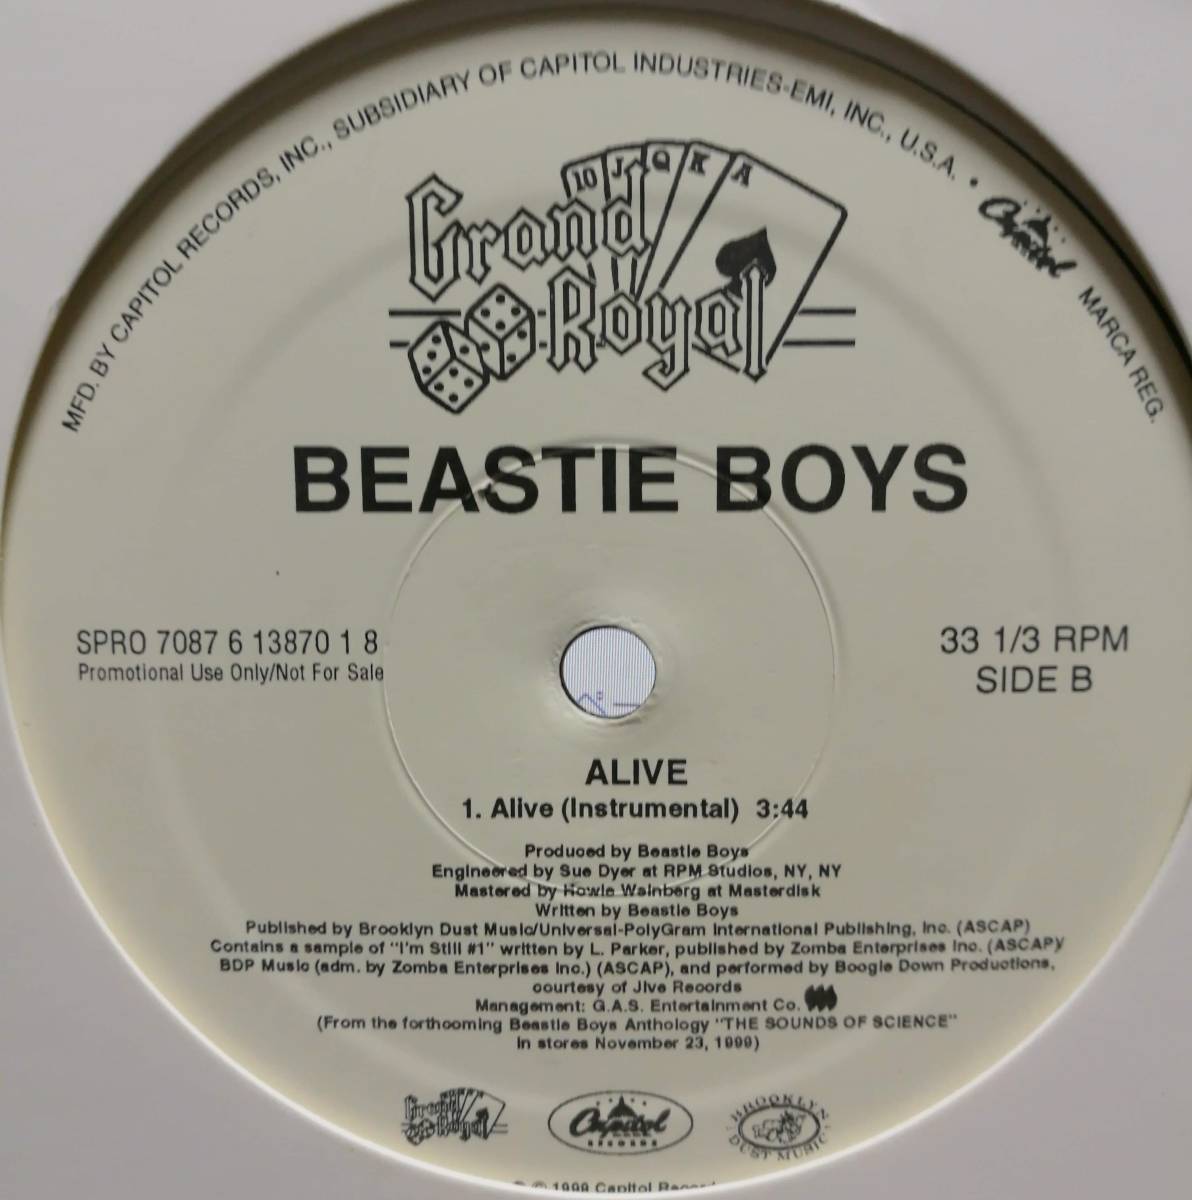 MFD. BY CAPITOL RECORDS, INC., SUBSIDIARY OF CAPITOL INDUSTRIES-EMI, INC., U.S.A. • Capitol MARCA REG.
10 J Q K A
Grand
Royal
BEASTIE BOYS
SPRO 7087 6 13870 1 8
Promotional Use Only/Not For Sale
33 1/3 RPM
SIDE B
ALIVE
1. Alive (Instrumental) 3:44
Produced by Beastie Boys
Engineered by Sue Dyer at RPM Studios, NY, NY
Mastered by Howie Wainberg at Masterdisk
Written by Beastie Boys
Published by Brooklyn Dust Music/Universal-PolyGram International Publishing, Inc. (ASCAP)
Contains a sample of "I'm Still #1" written by L. Parker, published by Zomba Enterprises Inc. (ASCAP)/
BDP Music (adm. by Zomba Enterprises Inc.) (ASCAP), and performed by Boogie Down Productions,
courtesy of Jive Records
Management: G.A.S. Entertainment Co.
(From the forthcoming Beastie Boys Anthology "THE SOUNDS OF SCIENCE"
in stores November 23, 1999)
Grand Royal
Capitol
RECORDS
BROOKLYN
DUST MUSIC
1999 Capitol